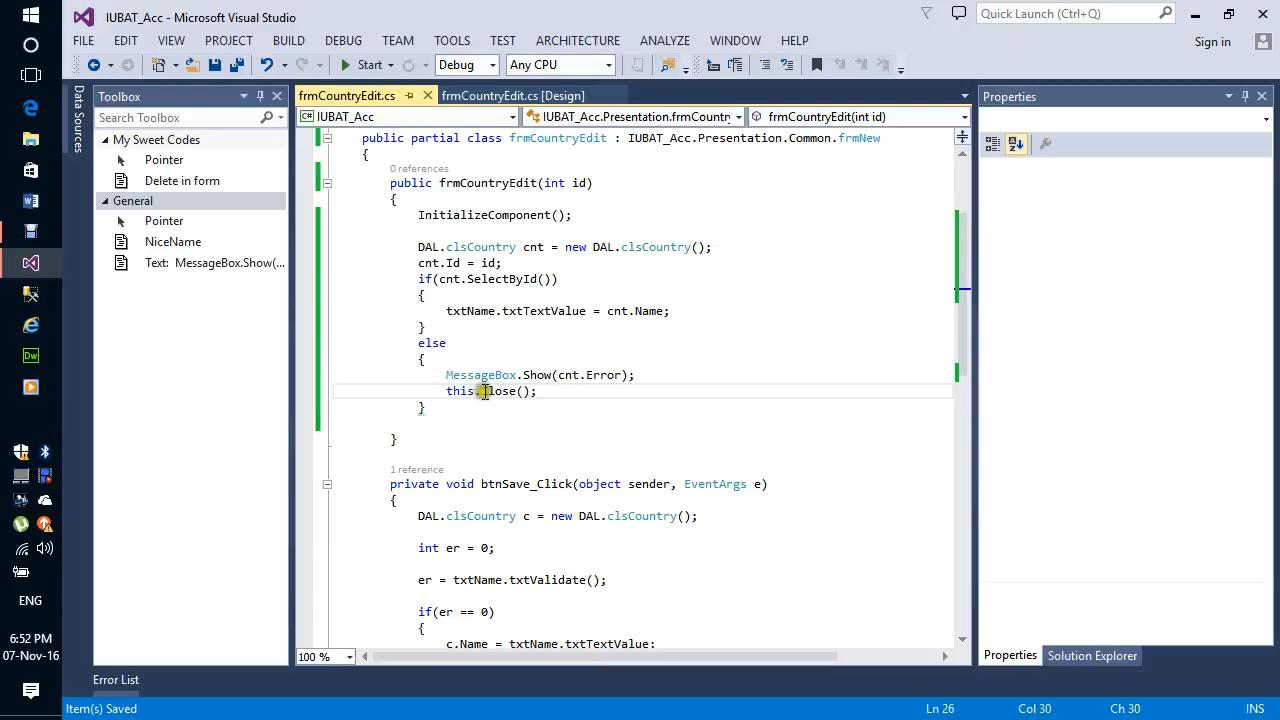 IUBAT_Acc - Microsoft Visual Studio
Quick Launch (Ctrl+Q)
FILE EDIT VIEW PROJECT BUILD DEBUG TEAM TOOLS TEST ARCHITECTURE ANALYZE WINDOW HELP
Sign in
Start Debug Any CPU
Data Sources
Toolbox
Search Toolbox
My Sweet Codes
Pointer
Delete in form
General
Pointer
NiceName
Text: MessageBox.Show(...
frmCountryEdit.cs
frmCountryEdit.cs [Design]
IUBAT_Acc
IUBAT_Acc.Presentation.frmCountry
frmCountryEdit(int id)
public partial class frmCountryEdit : IUBAT_Acc.Presentation.Common.frmNew
{
0 references
public frmCountryEdit(int id)
{
InitializeComponent();
DAL.clsCountry cnt = new DAL.clsCountry();
cnt.Id = id;
if(cnt.SelectById())
{
txtName.txtTextValue = cnt.Name;
}
else
{
MessageBox.Show(cnt.Error);
this.Close();
}
}
1 reference
private void btnSave_Click(object sender, EventArgs e)
{
DAL.clsCountry c = new DAL.clsCountry();
int er = 0;
er = txtName.txtValidate();
if(er == 0)
{
c.Name = txtName.txtTextValue;
100 %
Properties
Properties
Solution Explorer
Error List
Item(s) Saved
Ln 26
Col 30
Ch 30
INS
ENG
6:52 PM
07-Nov-16